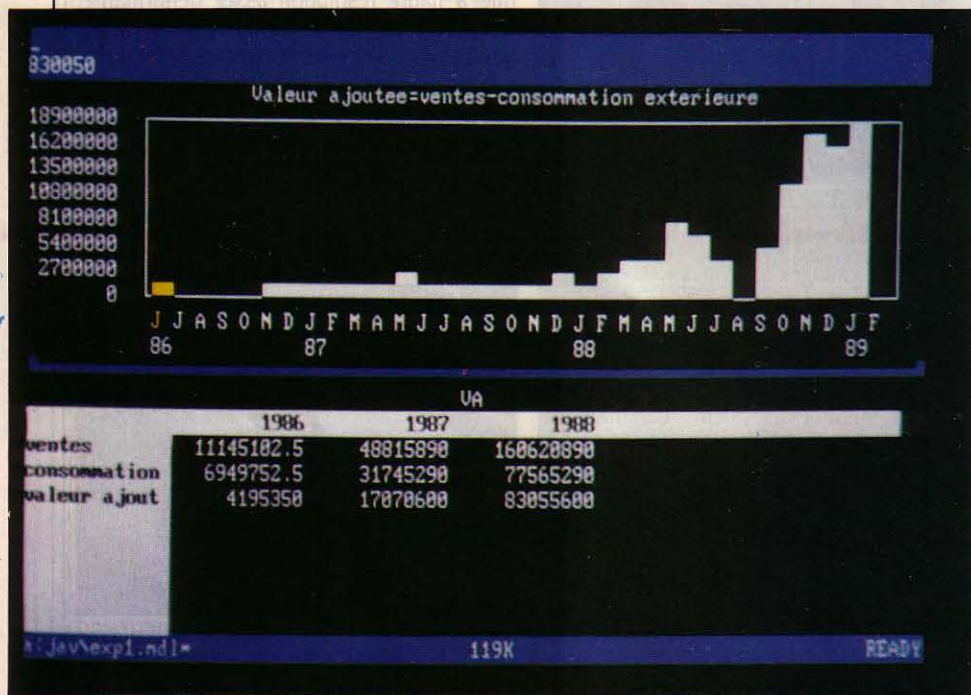 830050
Valeur ajoutee=ventes-consommation exterieure
18900000
16200000
13500000
10800000
8100000
5400000
2700000
0
J J A S O N D J F M A M J J A S O N D J F M A M J J A S O N D J F
86 87 88 89
VA
1986 1987 1988
ventes 11145102.5 48815890 160620890
consommation 6949752.5 31745290 77565290
valeur ajout 4195350 17070600 83055600
a:jav\exp1.mdl* 119K READY